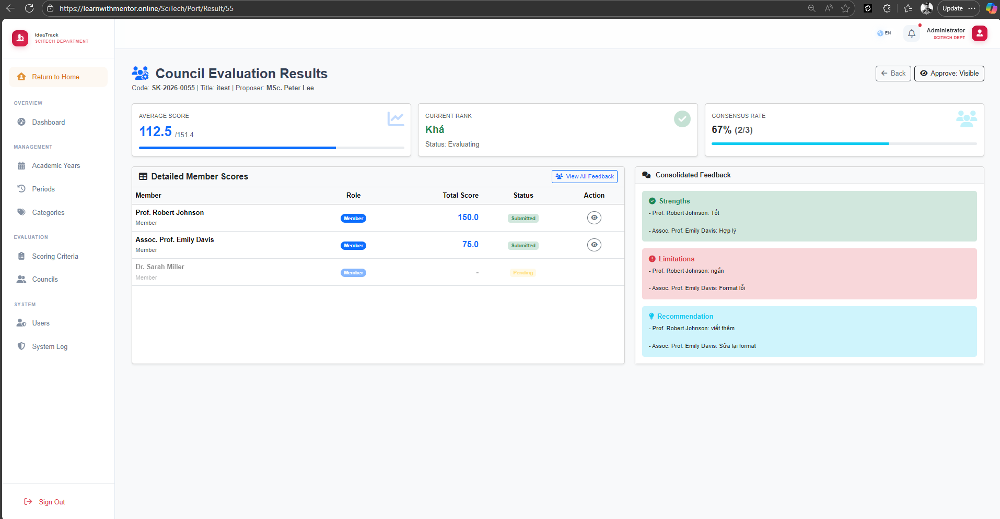 https://learnwithmentor.online/SciTech/Port/Result/55
Update
IdeaTrack
SCITECH DEPARTMENT
EN
Administrator
SCITECH DEPT
Return to Home
OVERVIEW
Dashboard
MANAGEMENT
Academic Years
Periods
Categories
EVALUATION
Scoring Criteria
Councils
SYSTEM
Users
System Log
Sign Out
Council Evaluation Results
Back
Approve: Visible
Code: SK-2026-0055 | Title: itest | Proposer: MSc. Peter Lee
AVERAGE SCORE
112.5 /151.4
CURRENT RANK
Khá
Status: Evaluating
CONSENSUS RATE
67% (2/3)
Detailed Member Scores
View All Feedback
Member Role Total Score Status Action
Prof. Robert Johnson
Member
Member
150.0
Submitted
Assoc. Prof. Emily Davis
Member
Member
75.0
Submitted
Dr. Sarah Miller
Member
Member
-
Pending
Consolidated Feedback
Strengths
- Prof. Robert Johnson: Tốt
- Assoc. Prof. Emily Davis: Hợp lý
Limitations
- Prof. Robert Johnson: ngắn
- Assoc. Prof. Emily Davis: Format lỗi
Recommendation
- Prof. Robert Johnson: viết thêm
- Assoc. Prof. Emily Davis: Sửa lại format